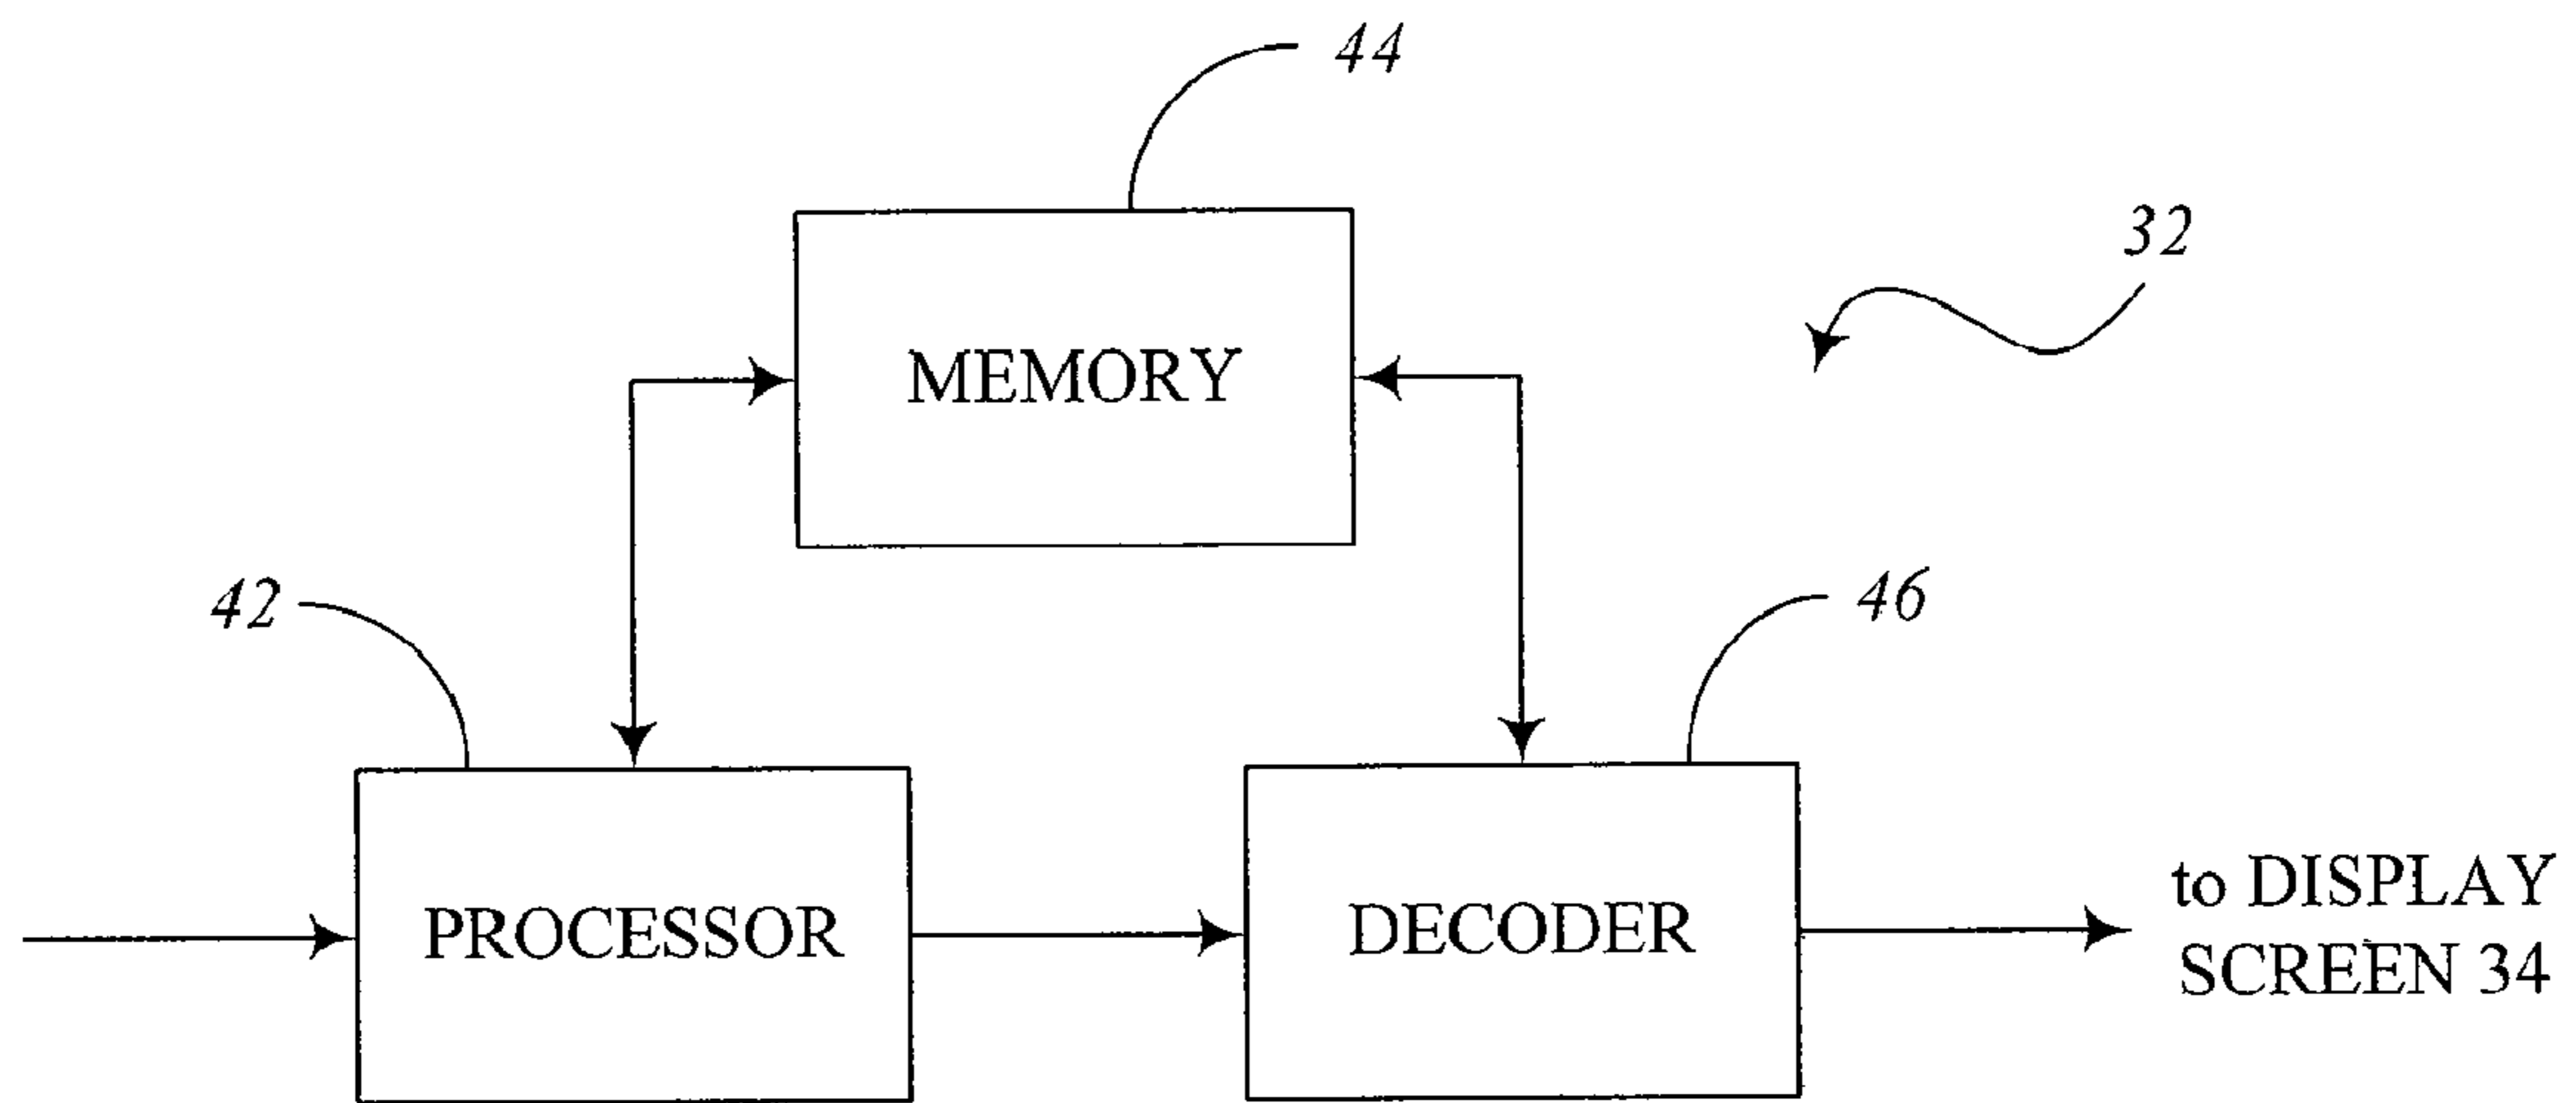 44
32
MEMORY
42
46
PROCESSOR
DECODER
to DISPLAY
SCREEN 34